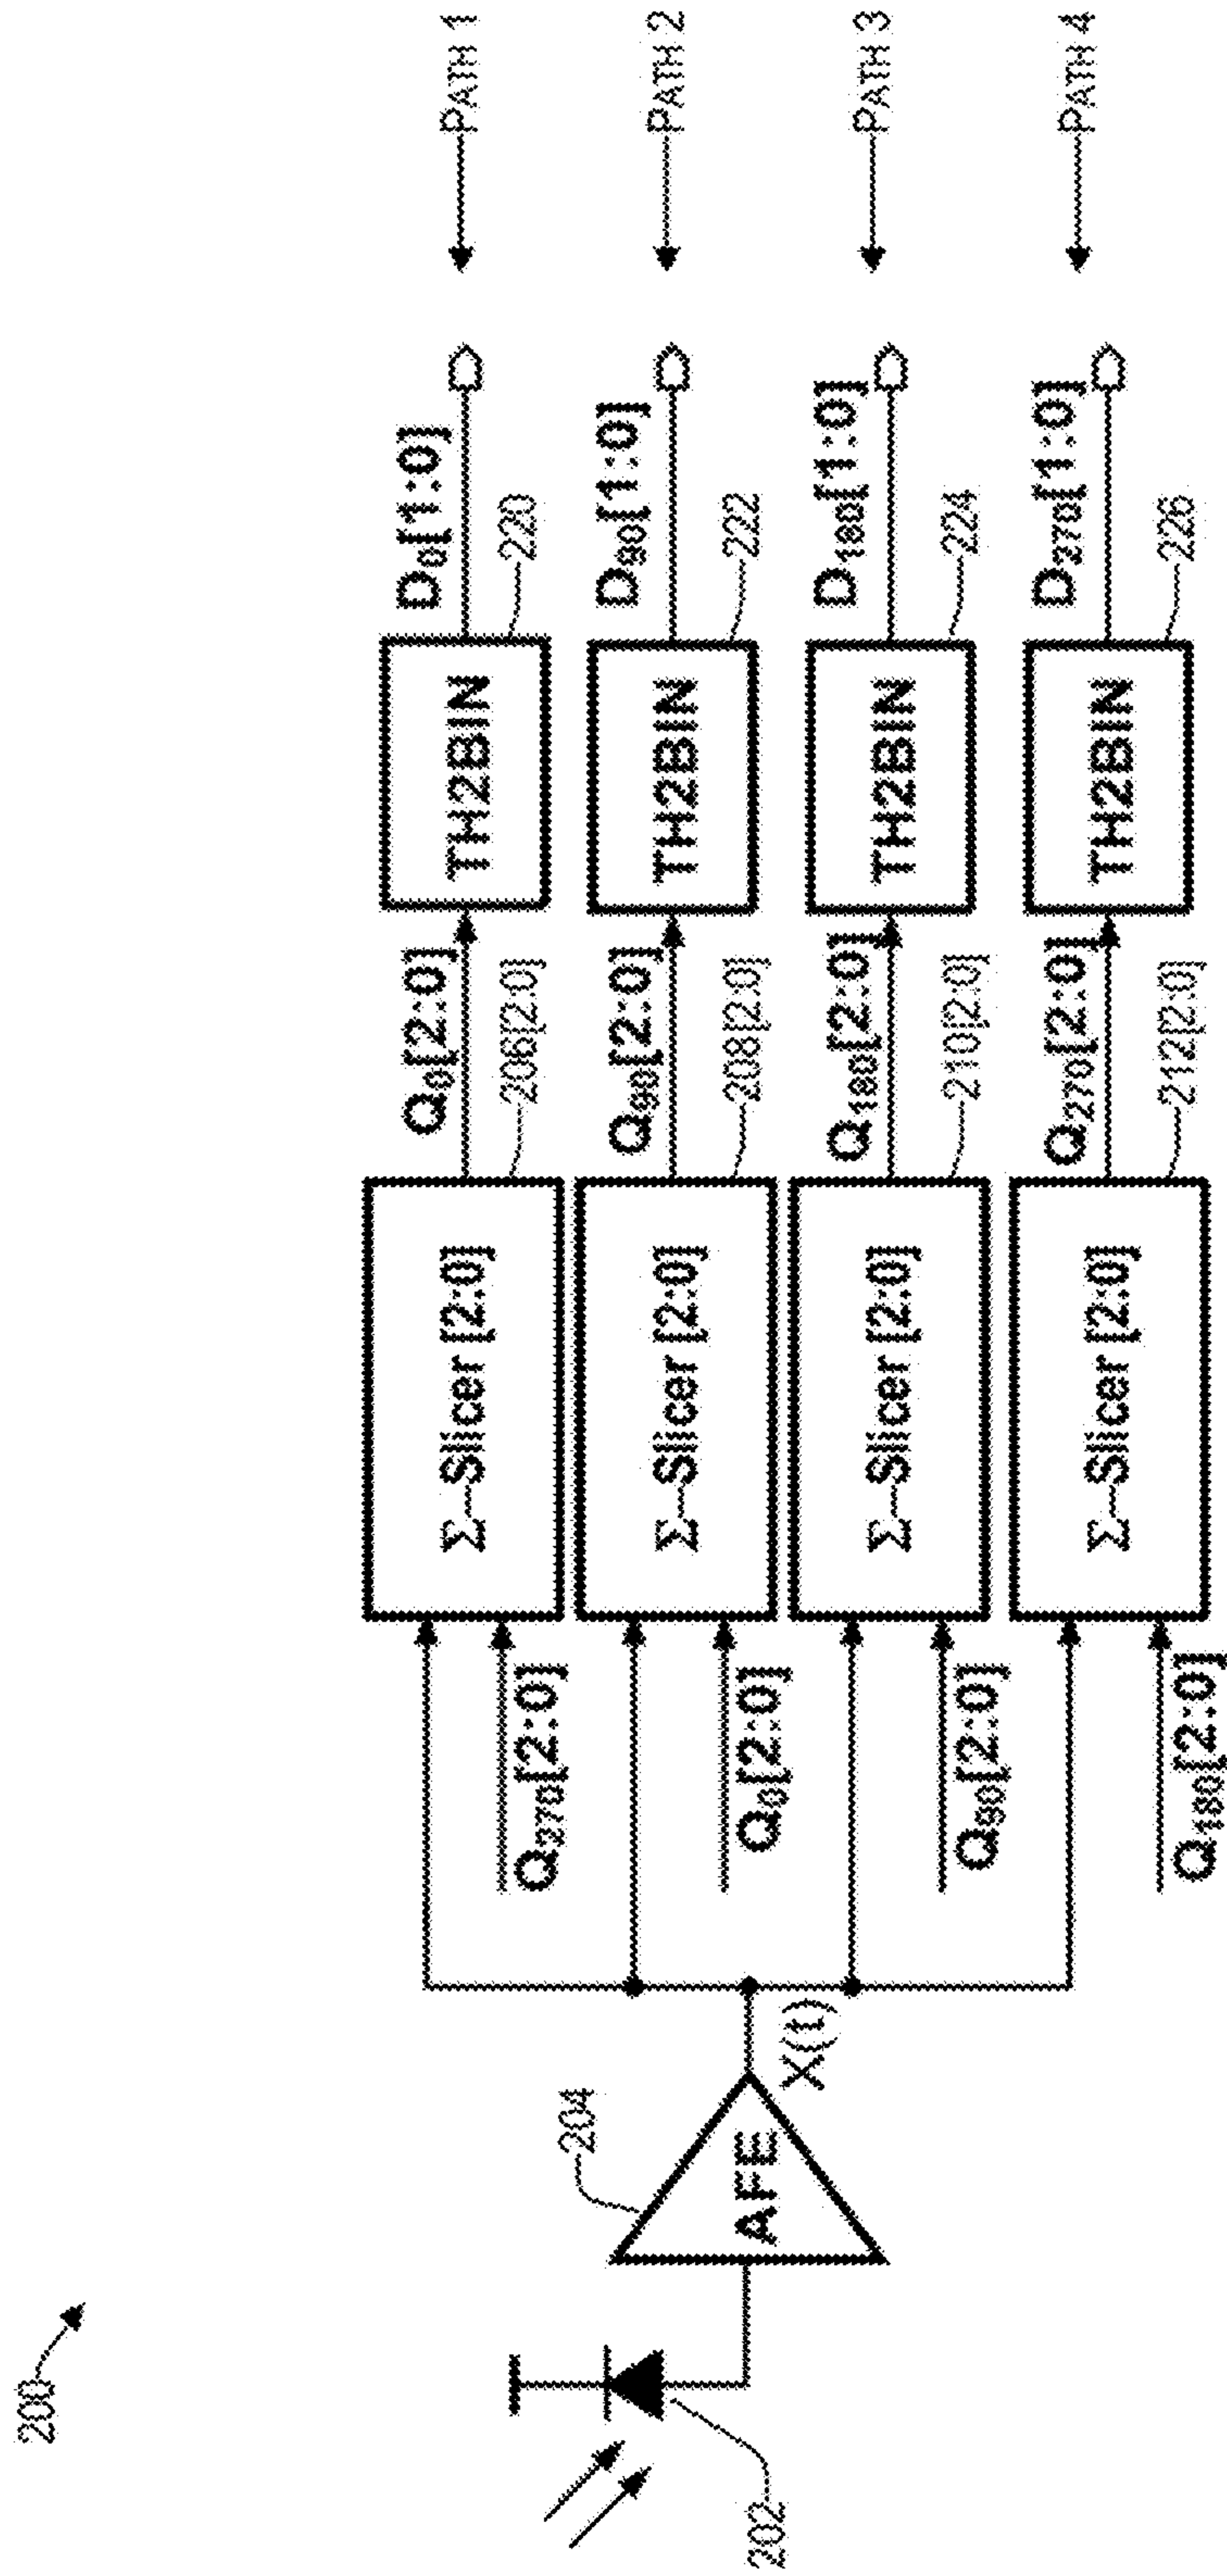 200
202
204
AFE
X(t)
Q₂₇₀[2:0]
Σ–Slicer [2:0]
206[2:0]
Q₀[2:0]
TH2BIN
220
D₀[1:0]
PATH 1
Q₀[2:0]
Σ–Slicer [2:0]
208[2:0]
Q₉₀[2:0]
TH2BIN
222
D₉₀[1:0]
PATH 2
Q₉₀[2:0]
Σ–Slicer [2:0]
210[2:0]
Q₁₈₀[2:0]
TH2BIN
224
D₁₈₀[1:0]
PATH 3
Q₁₈₀[2:0]
Σ–Slicer [2:0]
212[2:0]
Q₂₇₀[2:0]
TH2BIN
226
D₂₇₀[1:0]
PATH 4